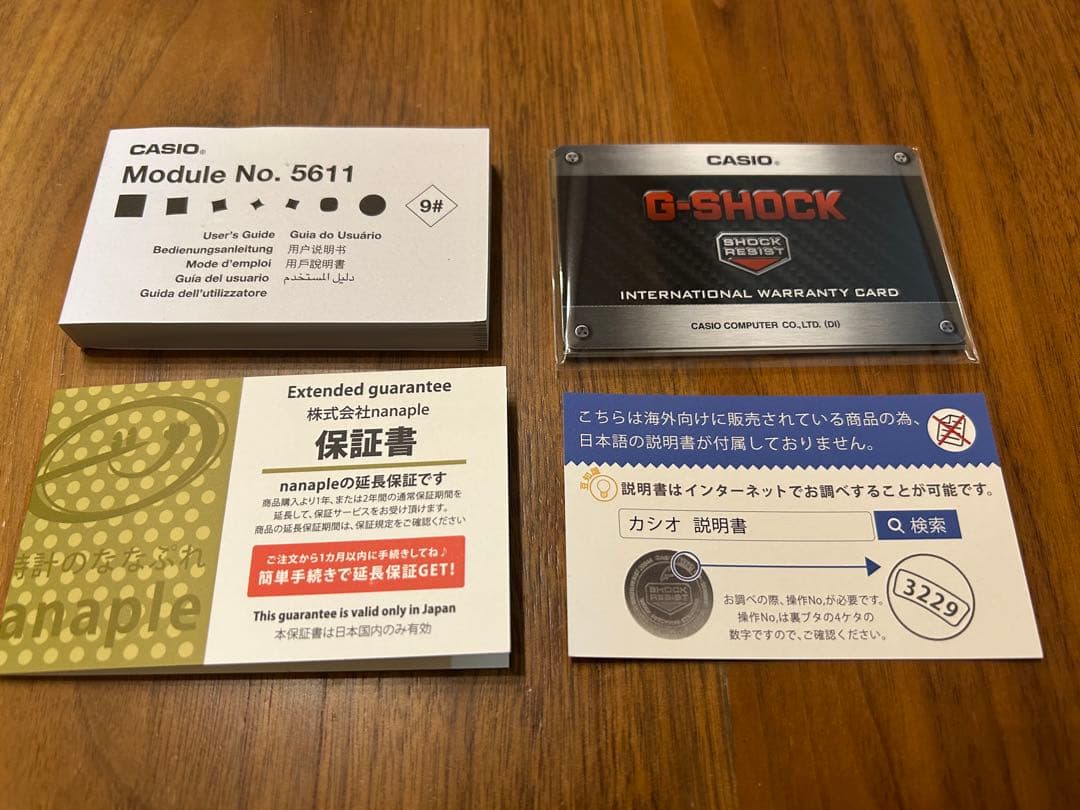 CASIO®
Module No. 5611
9#
User's Guide Guia do Usuário
Bedienungsanleitung 用户说明书
Mode d'emploi 用戶說明書
Guía del usuario دليل المستخدم
Guida dell'utilizzatore
CASIO®
G-SHOCK
SHOCK
RESIST
INTERNATIONAL WARRANTY CARD
CASIO COMPUTER CO.,LTD. (DI)
時計のななぷれ
anaple
Extended guarantee
株式会社nanaple
保証書
nanapleの延長保証です
商品購入より1年、または2年間の通常保証期間を
延長して、保証サービスをお受け頂けます。
商品の延長保証期間は、保証規定をご確認ください
ご注文から1カ月以内に手続きしてね♪
簡単手続きで延長保証GET!
This guarantee is valid only in Japan
本保証書は日本国内のみ有効
こちらは海外向けに販売されている商品の為、
日本語の説明書が付属しておりません。
豆知識
説明書はインターネットでお調べすることが可能です。
カシオ 説明書
検索
SHOCK
RESIST
3229
お調べの際、操作No,が必要です。
操作No,は裏ブタの4ケタの
数字ですので、ご確認ください。